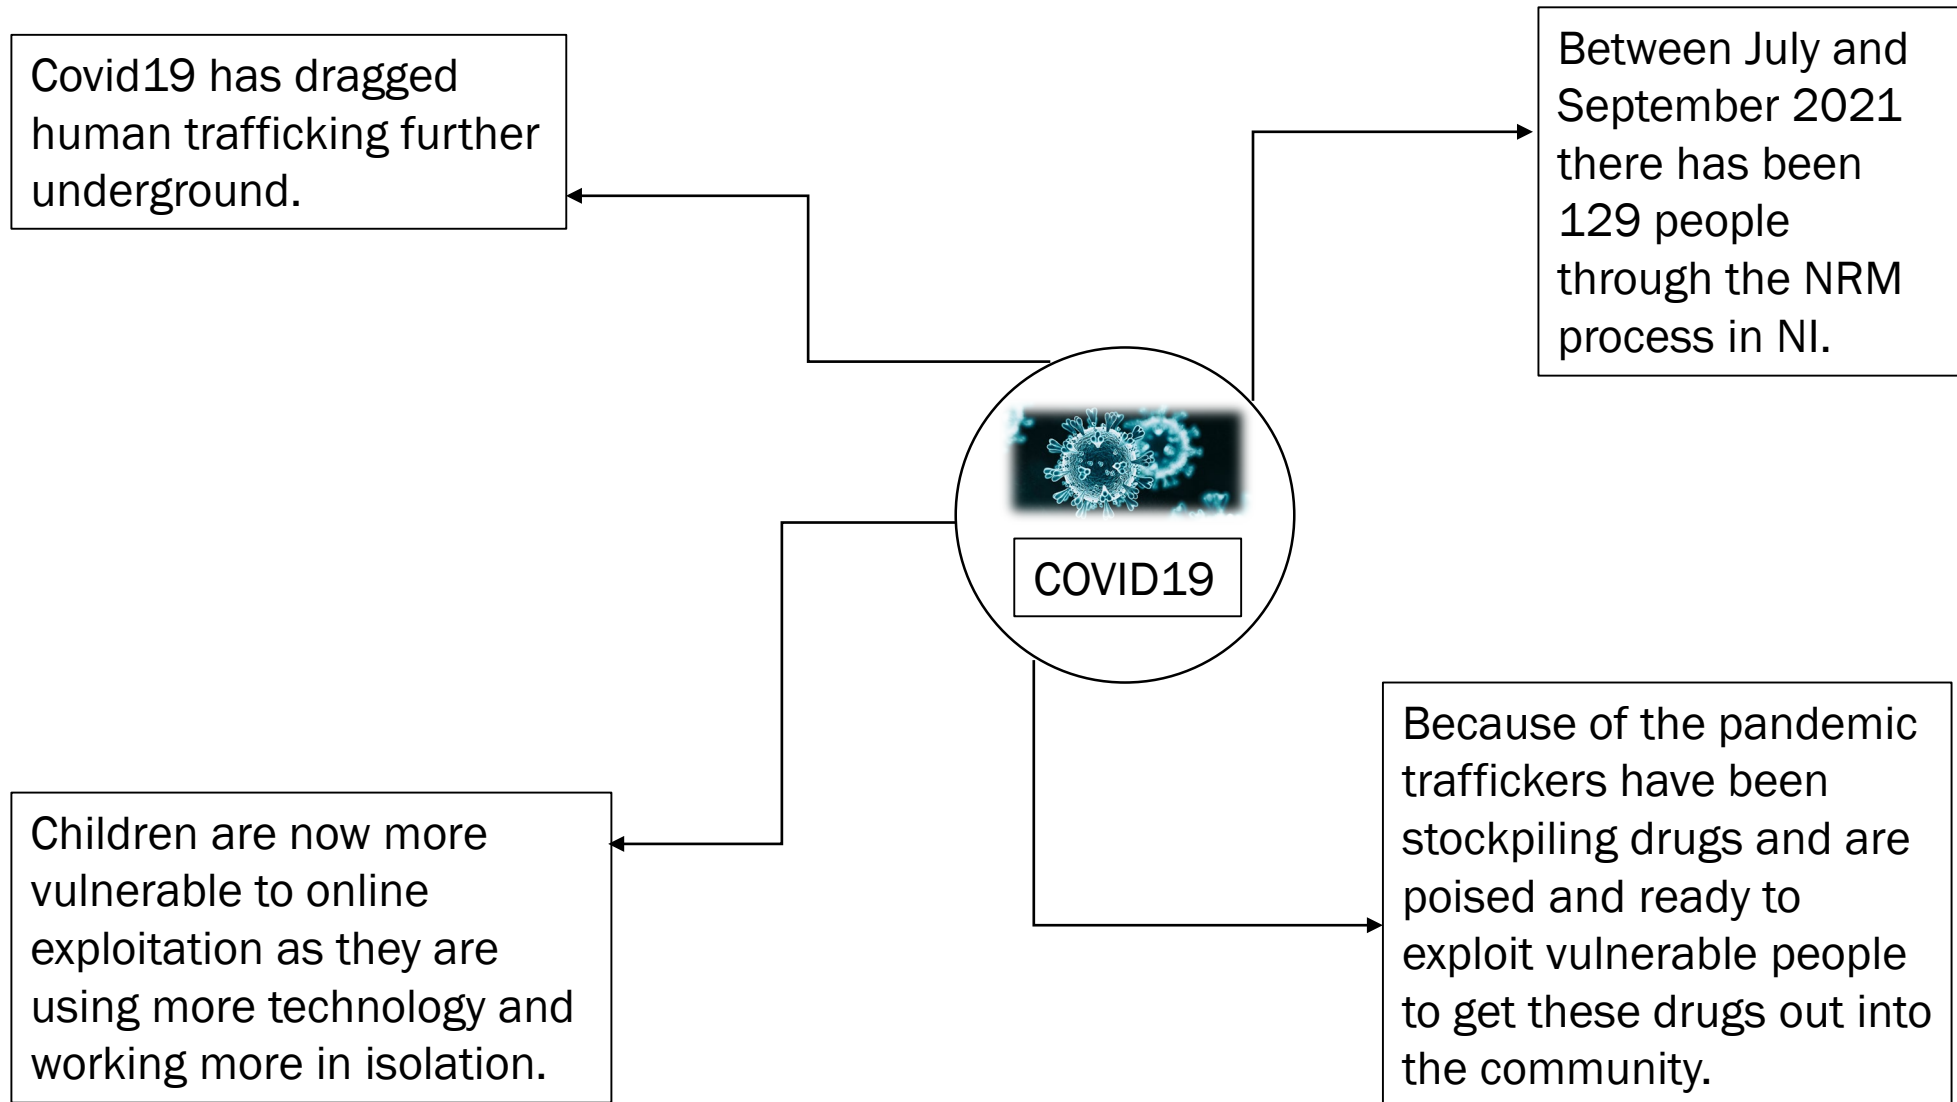 Covid19 has dragged
human trafficking further
underground.
Between July and
September 2021
there has been
129 people
through the NRM
process in NI.
COVID19
Children are now more
vulnerable to online
exploitation as they are
using more technology and
working more in isolation.
Because of the pandemic
traffickers have been
stockpiling drugs and are
poised and ready to
exploit vulnerable people
to get these drugs out into
the community.